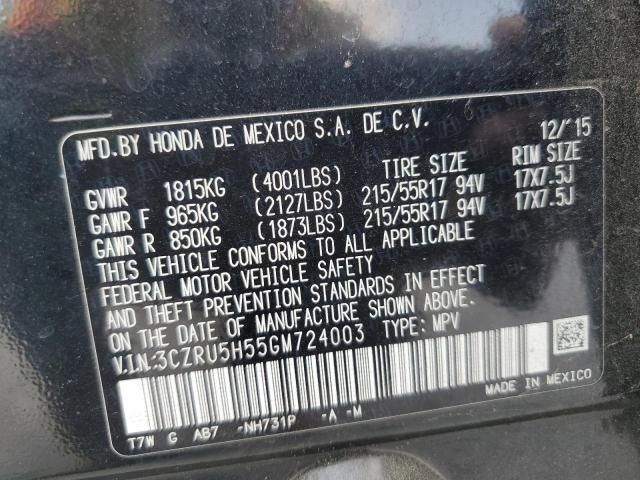 MFD.BY HONDA DE MEXICO S.A. DE C.V. 12/'15
TIRE SIZE RIM SIZE
GVWR 1815KG (4001LBS)
GAWR F 965KG (2127LBS) 215/55R17 94V 17X7.5J
GAWR R 850KG (1873LBS) 215/55R17 94V 17X7.5J
THIS VEHICLE CONFORMS TO ALL APPLICABLE
FEDERAL MOTOR VEHICLE SAFETY
AND THEFT PREVENTION STANDARDS IN EFFECT
ON THE DATE OF MANUFACTURE SHOWN ABOVE.
V.I.N:3CZRU5H55GM724003 TYPE: MPV
MADE IN MEXICO
T7W G AB7 -NH731P -A -M